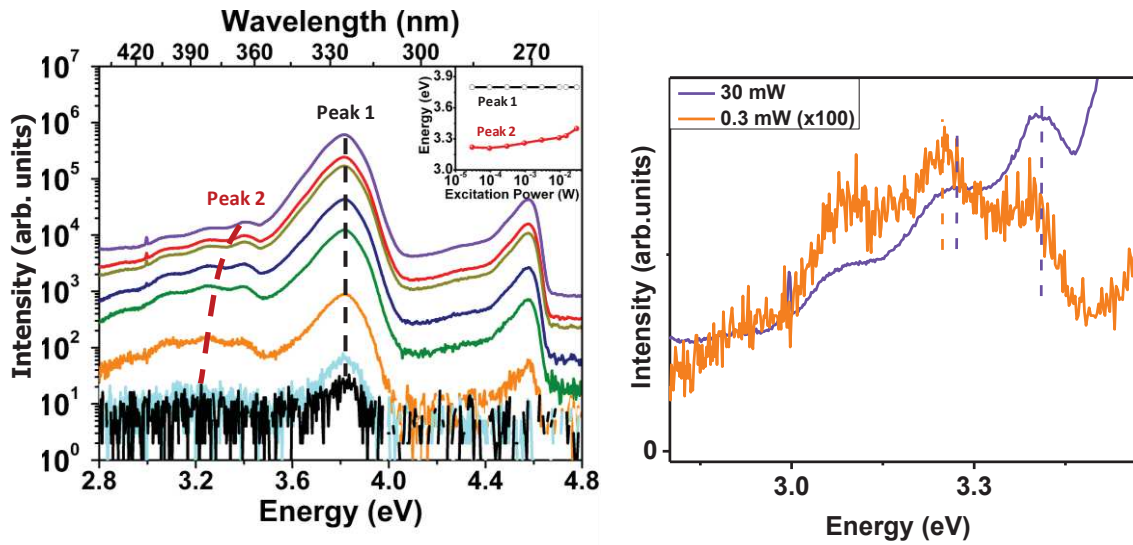 Wavelength (nm)
420 390 360 330 300 270
10^7
10^6
10^5
10^4
10^3
10^2
10^1
10^0
Intensity (arb. units)
Peak 2
Peak 1
3.9
3.6
3.3
3.0
Energy (eV)
Peak 1
Peak 2
10^-5 10^-4 10^-3 10^-2
Excitation Power (W)
2.8 3.2 3.6 4.0 4.4 4.8
Energy (eV)
30 mW
0.3 mW (x100)
Intensity (arb.units)
0
3.0 3.3
Energy (eV)